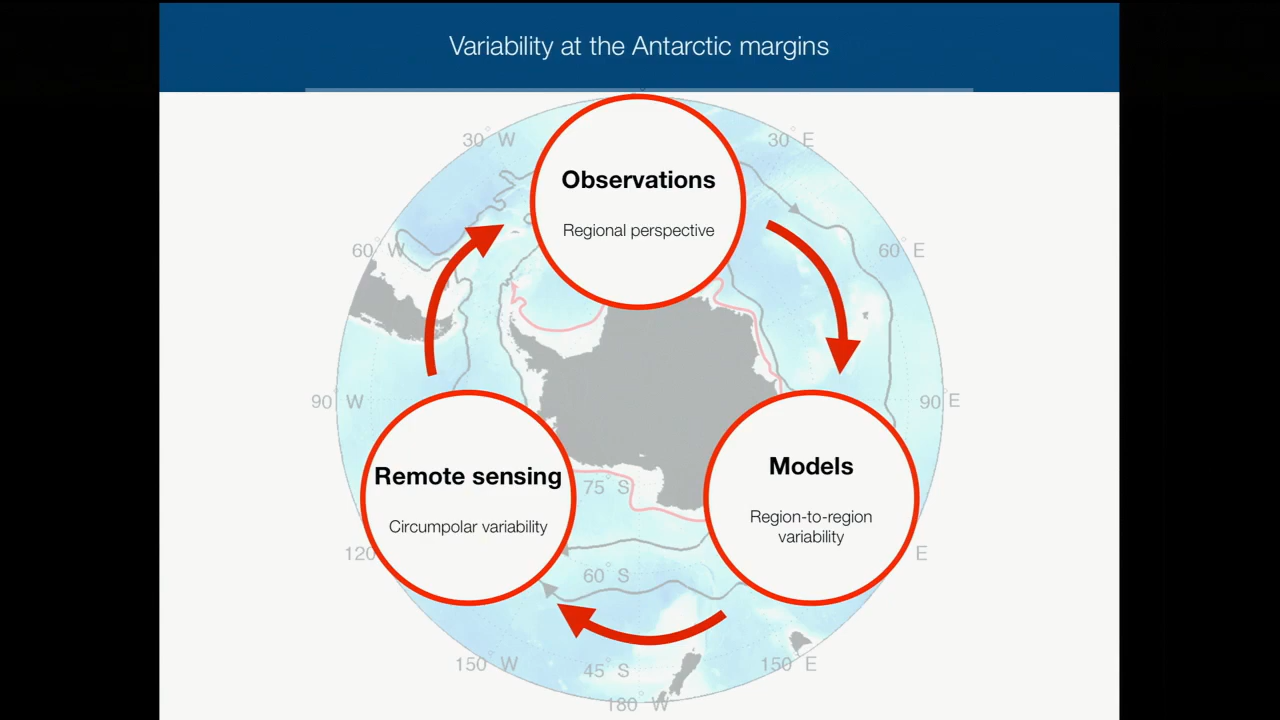 Variability at the Antarctic margins
30° W
30° E
Observations
Regional perspective
60° W
60° E
90° W
90° E
Remote sensing
Circumpolar variability
Models
Region-to-region
variability
75° S
120
E
60° S
150° W
45° S
150° E
180° W